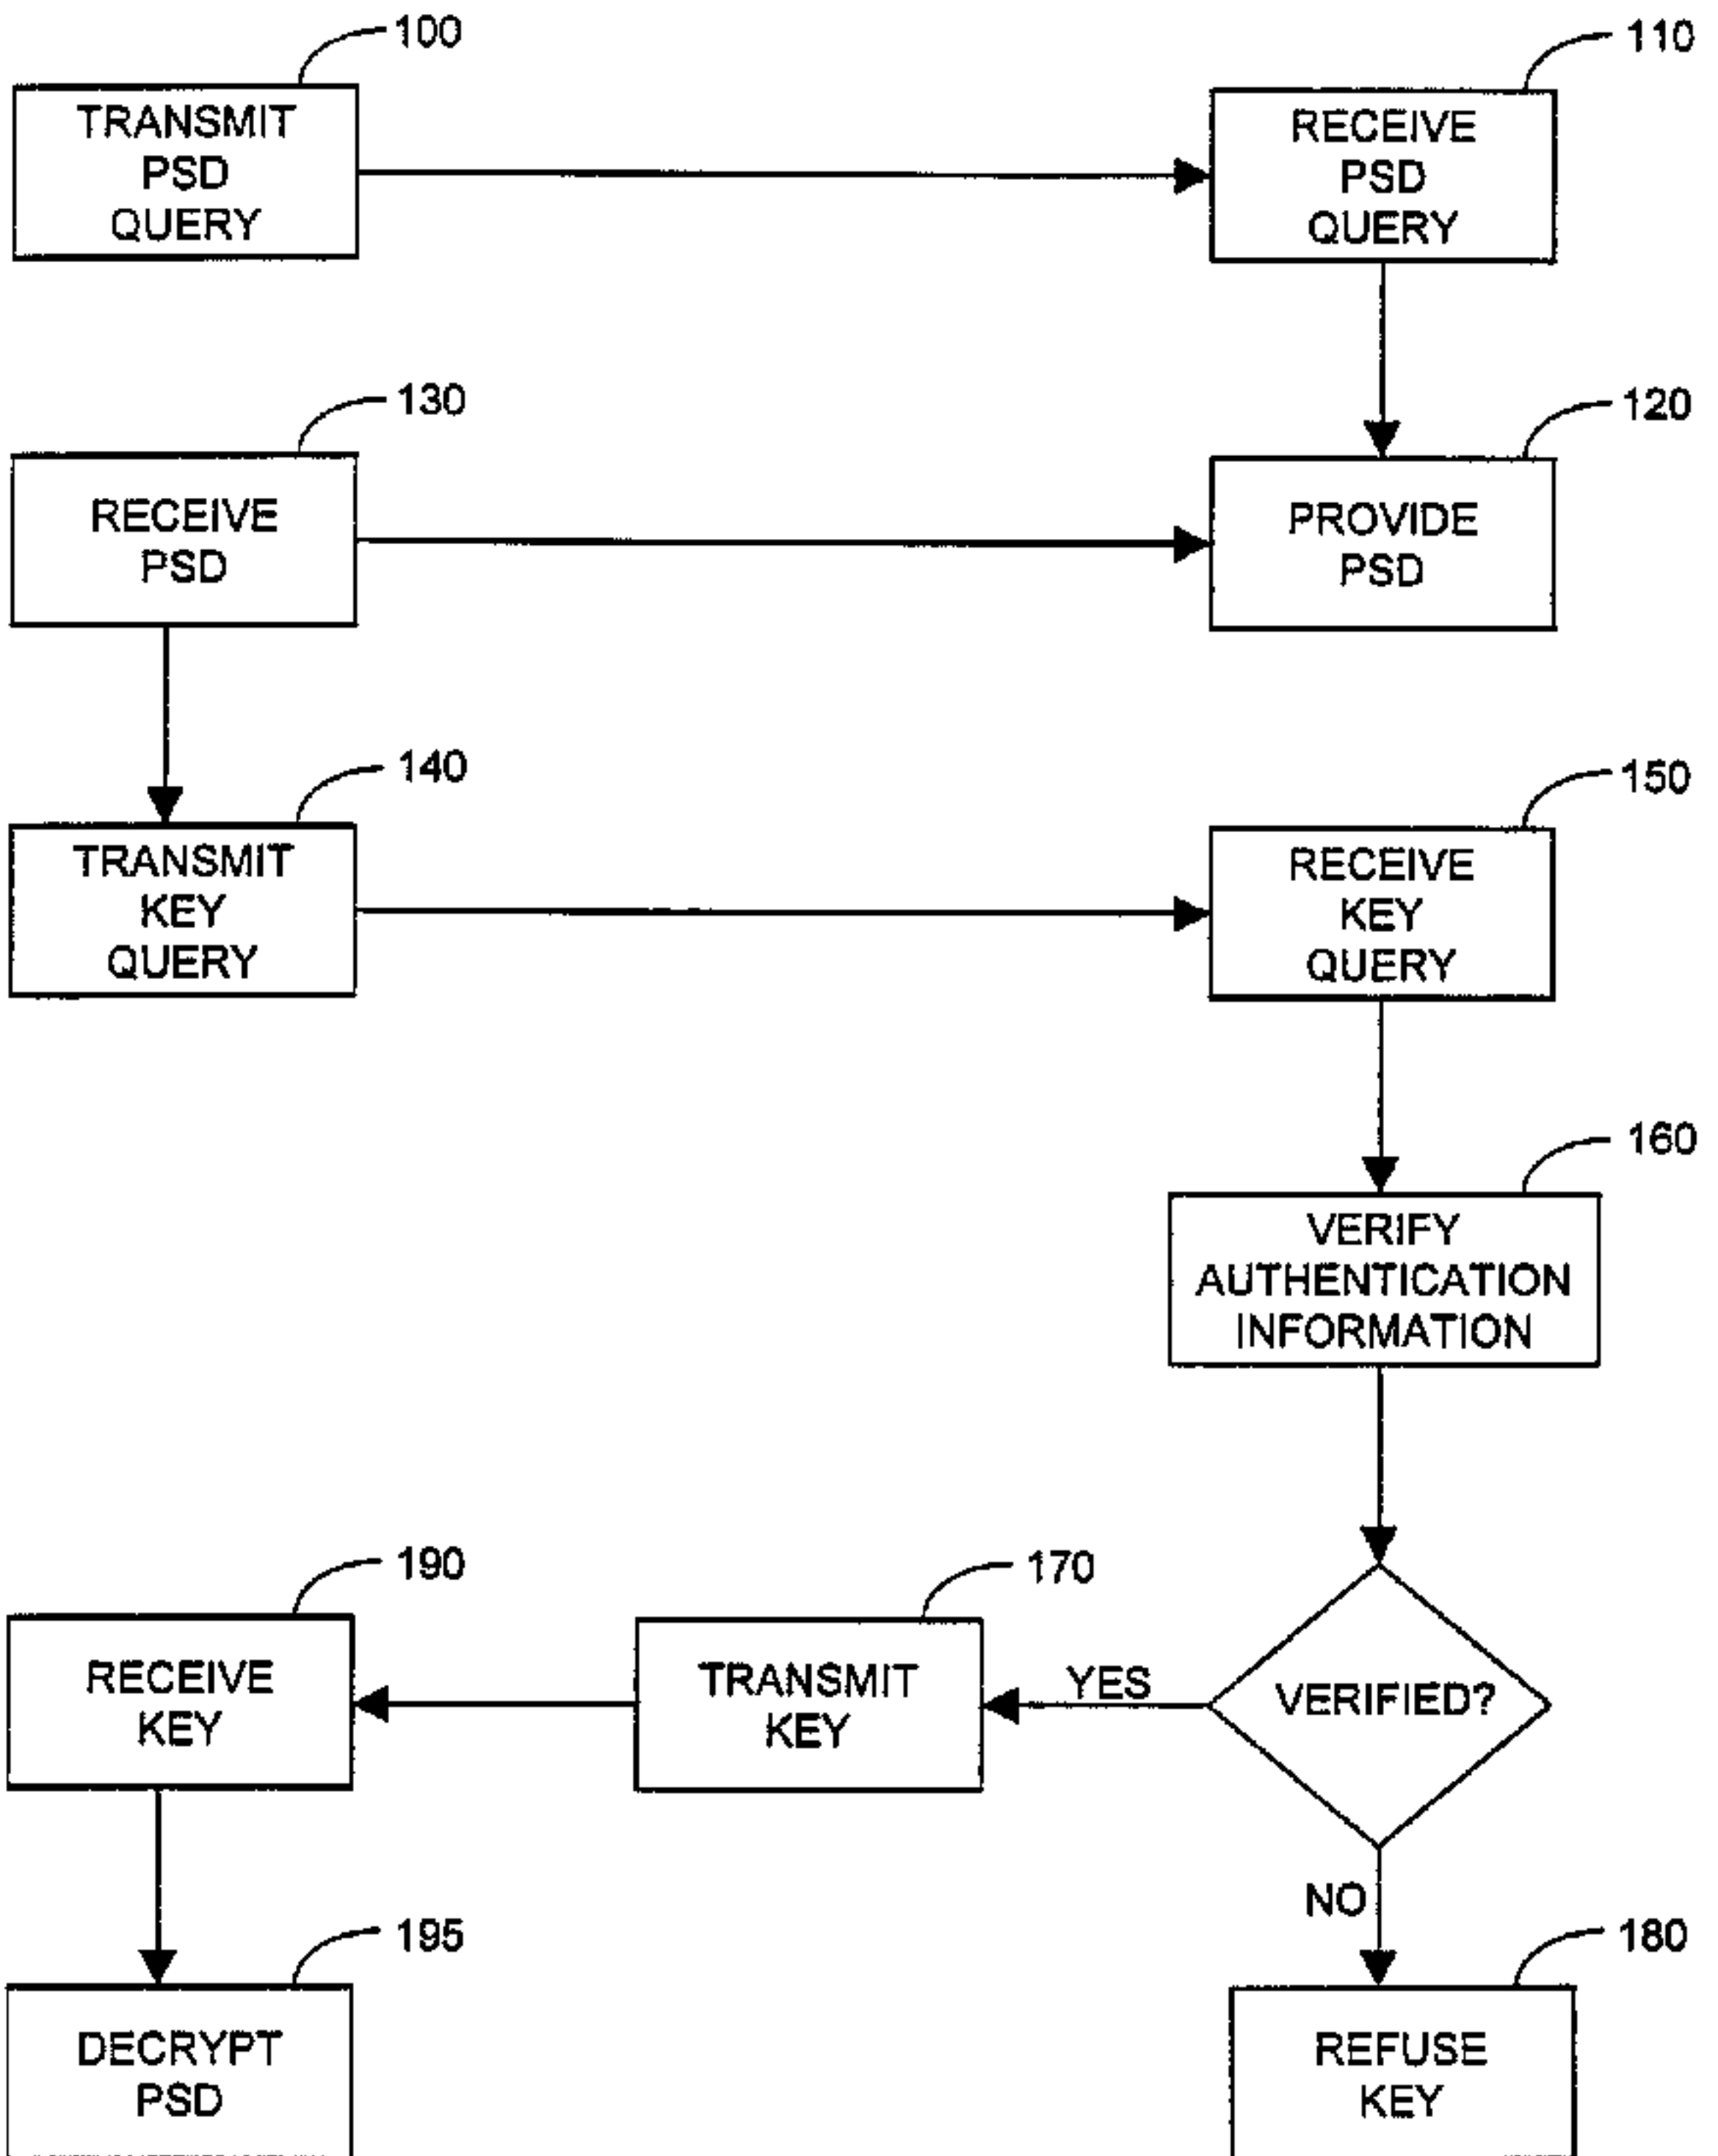 100
TRANSMIT
PSD
QUERY
110
RECEIVE
PSD
QUERY
130
RECEIVE
PSD
120
PROVIDE
PSD
140
TRANSMIT
KEY
QUERY
150
RECEIVE
KEY
QUERY
160
VERIFY
AUTHENTICATION
INFORMATION
190
RECEIVE
KEY
170
TRANSMIT
KEY
YES
VERIFIED?
NO
195
DECRYPT
PSD
180
REFUSE
KEY